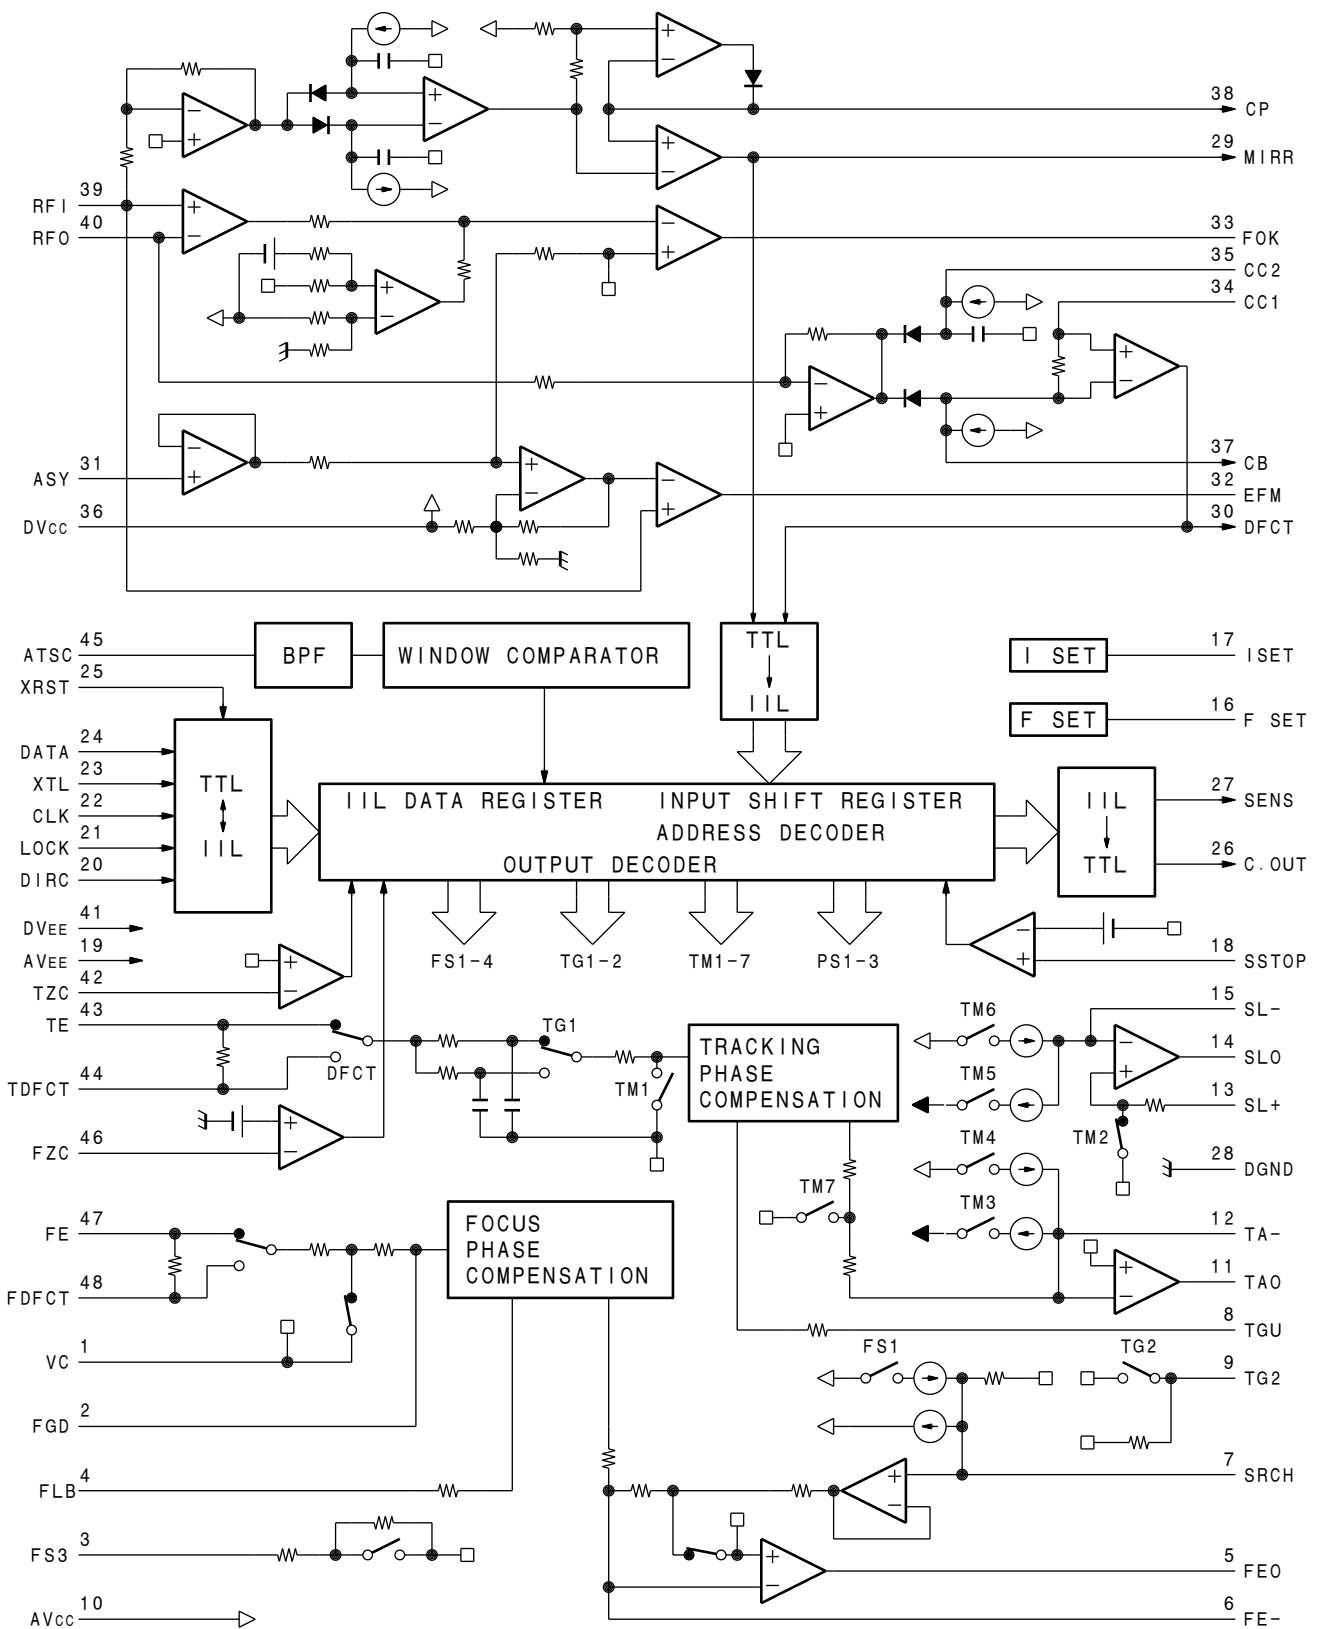 38 CP
29 MIRR
RFI 39
RFO 40
33 FOK
35 CC2
34 CC1
ASY 31
37 CB
32 EFM
DVCC 36
30 DFCT
ATSC 45
BPF
WINDOW COMPARATOR
TTL
IIL
I SET
17 ISET
XRST 25
F SET
16 F SET
DATA 24
XTL 23
CLK 22
LOCK 21
DIRC 20
TTL
IIL
IIL DATA REGISTER INPUT SHIFT REGISTER
ADDRESS DECODER
OUTPUT DECODER
IIL
TTL
27 SENS
26 C.OUT
DVEE 41
AVEE 19
TZC 42
FS1-4
TG1-2
TM1-7
PS1-3
18 SSTOP
TE 43
TG1
DFCT
TM1
TDFCT 44
FZC 46
TRACKING
PHASE
COMPENSATION
TM6
TM5
TM4
TM3
TM2
TM7
15 SL-
14 SLO
13 SL+
28 DGND
12 TA-
11 TAO
8 TGU
FE 47
FDFCT 48
FOCUS
PHASE
COMPENSATION
VC 1
FGD 2
FLB 4
FS3 3
AVCC 10
FS1
TG2
9 TG2
7 SRCH
5 FEO
6 FE-